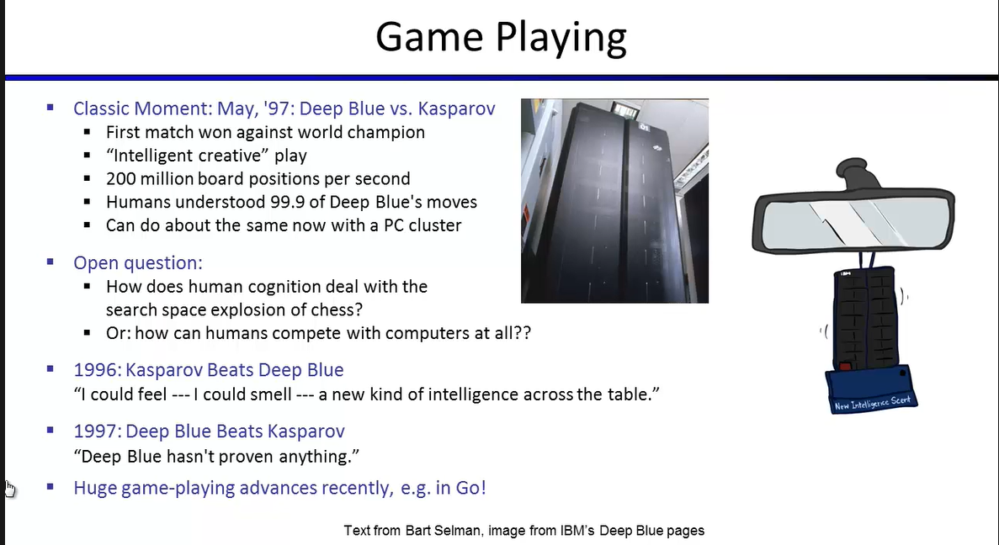 Game Playing
Classic Moment: May, '97: Deep Blue vs. Kasparov
First match won against world champion
“Intelligent creative” play
200 million board positions per second
Humans understood 99.9 of Deep Blue's moves
Can do about the same now with a PC cluster
Open question:
How does human cognition deal with the
search space explosion of chess?
Or: how can humans compete with computers at all??
1996: Kasparov Beats Deep Blue
“I could feel --- I could smell --- a new kind of intelligence across the table.”
1997: Deep Blue Beats Kasparov
“Deep Blue hasn't proven anything.”
Huge game-playing advances recently, e.g. in Go!
01
IBM
New Intelligence Scent
Text from Bart Selman, image from IBM’s Deep Blue pages